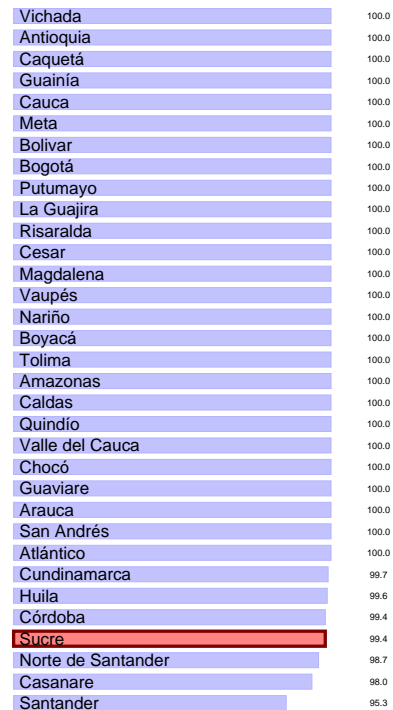 Vichada 100.0
Antioquia 100.0
Caquetá 100.0
Guainía 100.0
Cauca 100.0
Meta 100.0
Bolivar 100.0
Bogotá 100.0
Putumayo 100.0
La Guajira 100.0
Risaralda 100.0
Cesar 100.0
Magdalena 100.0
Vaupés 100.0
Nariño 100.0
Boyacá 100.0
Tolima 100.0
Amazonas 100.0
Caldas 100.0
Quindío 100.0
Valle del Cauca 100.0
Chocó 100.0
Guaviare 100.0
Arauca 100.0
San Andrés 100.0
Atlántico 100.0
Cundinamarca 99.7
Huila 99.6
Córdoba 99.4
Sucre 99.4
Norte de Santander 98.7
Casanare 98.0
Santander 95.3